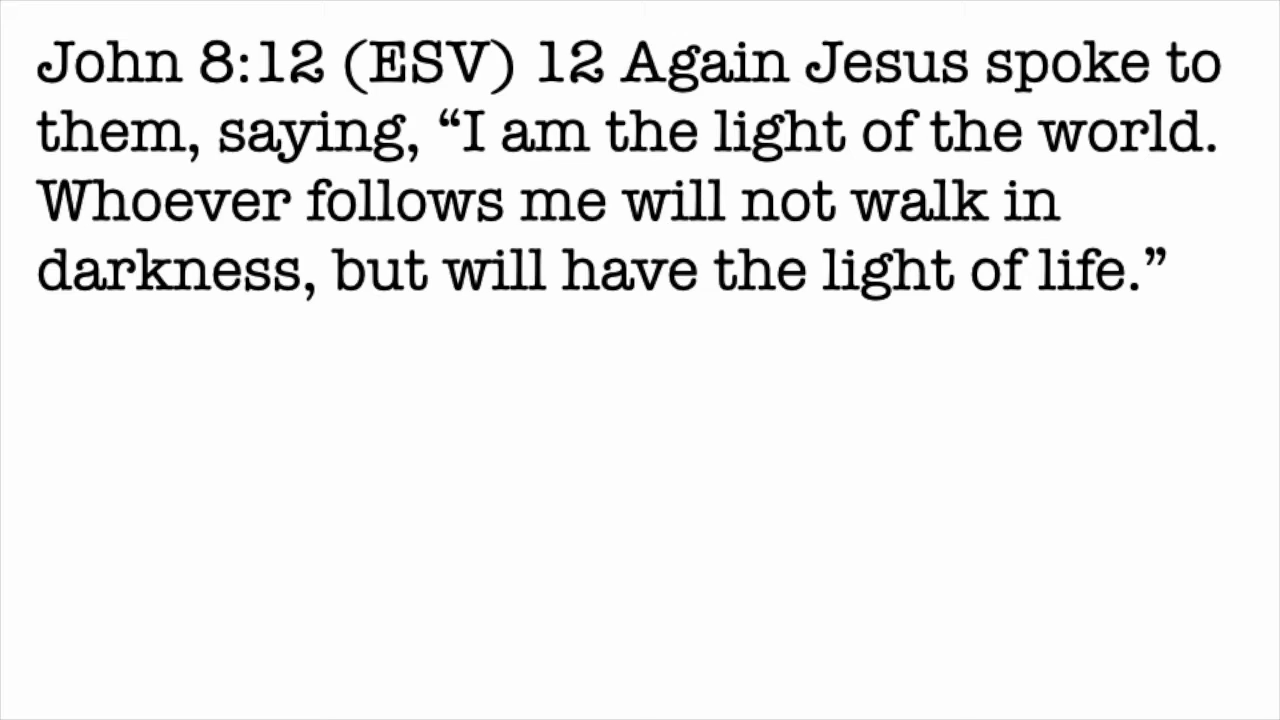 John 8:12 (ESV) 12 Again Jesus spoke to
them, saying, “I am the light of the world.
Whoever follows me will not walk in
darkness, but will have the light of life.”